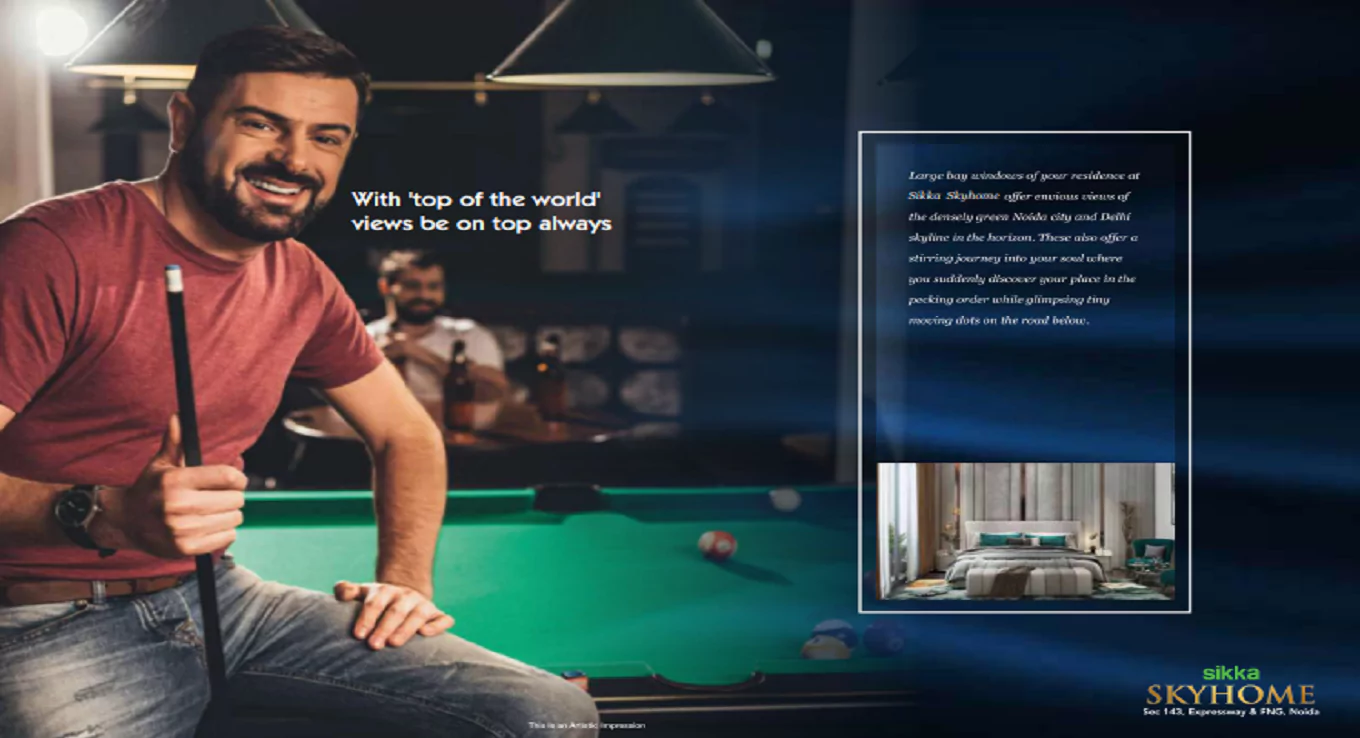 With 'top of the world'
views be on top always
Large bay windows of your residence at
Sikka Skyhome offer envious views of
the densely green Noida city and Delhi
skyline in the horizon. These also offer a
stirring journey into your soul where
you suddenly discover your place in the
pecking order while glimpsing tiny
moving dots on the road below.
sikka
SKYHOME
Sec 143, Expressway & FNG, Noida
This is an Artistic Impression